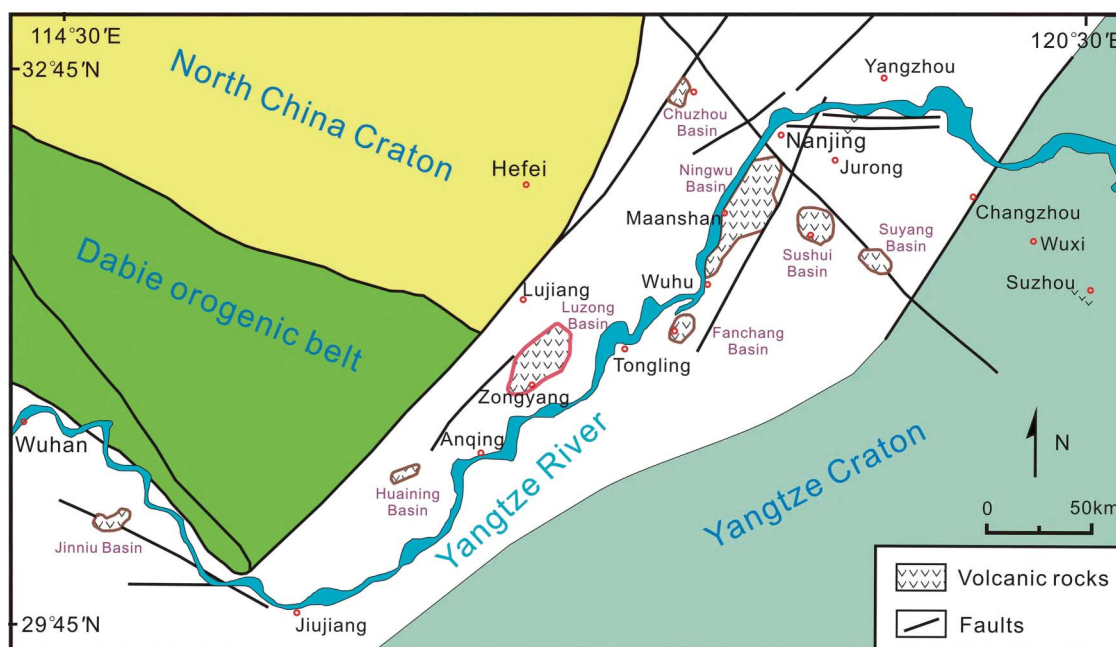 114°30′E
120°30′E
32°45′N
Yangzhou
North China Craton
Chuzhou
Basin
Nanjing
Hefei
Ningwu
Basin
Jurong
Maanshan
Changzhou
Suyang
Basin
Wuxi
Sushui
Basin
Dabie orogenic belt
Wuhu
Suzhou
Lujiang
Luzong
Basin
Fanchang
Basin
Tongling
Zongyang
Wuhan
Anqing
Yangtze River
Yangtze Craton
N
Huaining
Basin
0
50km
Jinniu Basin
Volcanic rocks
29°45′N
Jiujiang
Faults